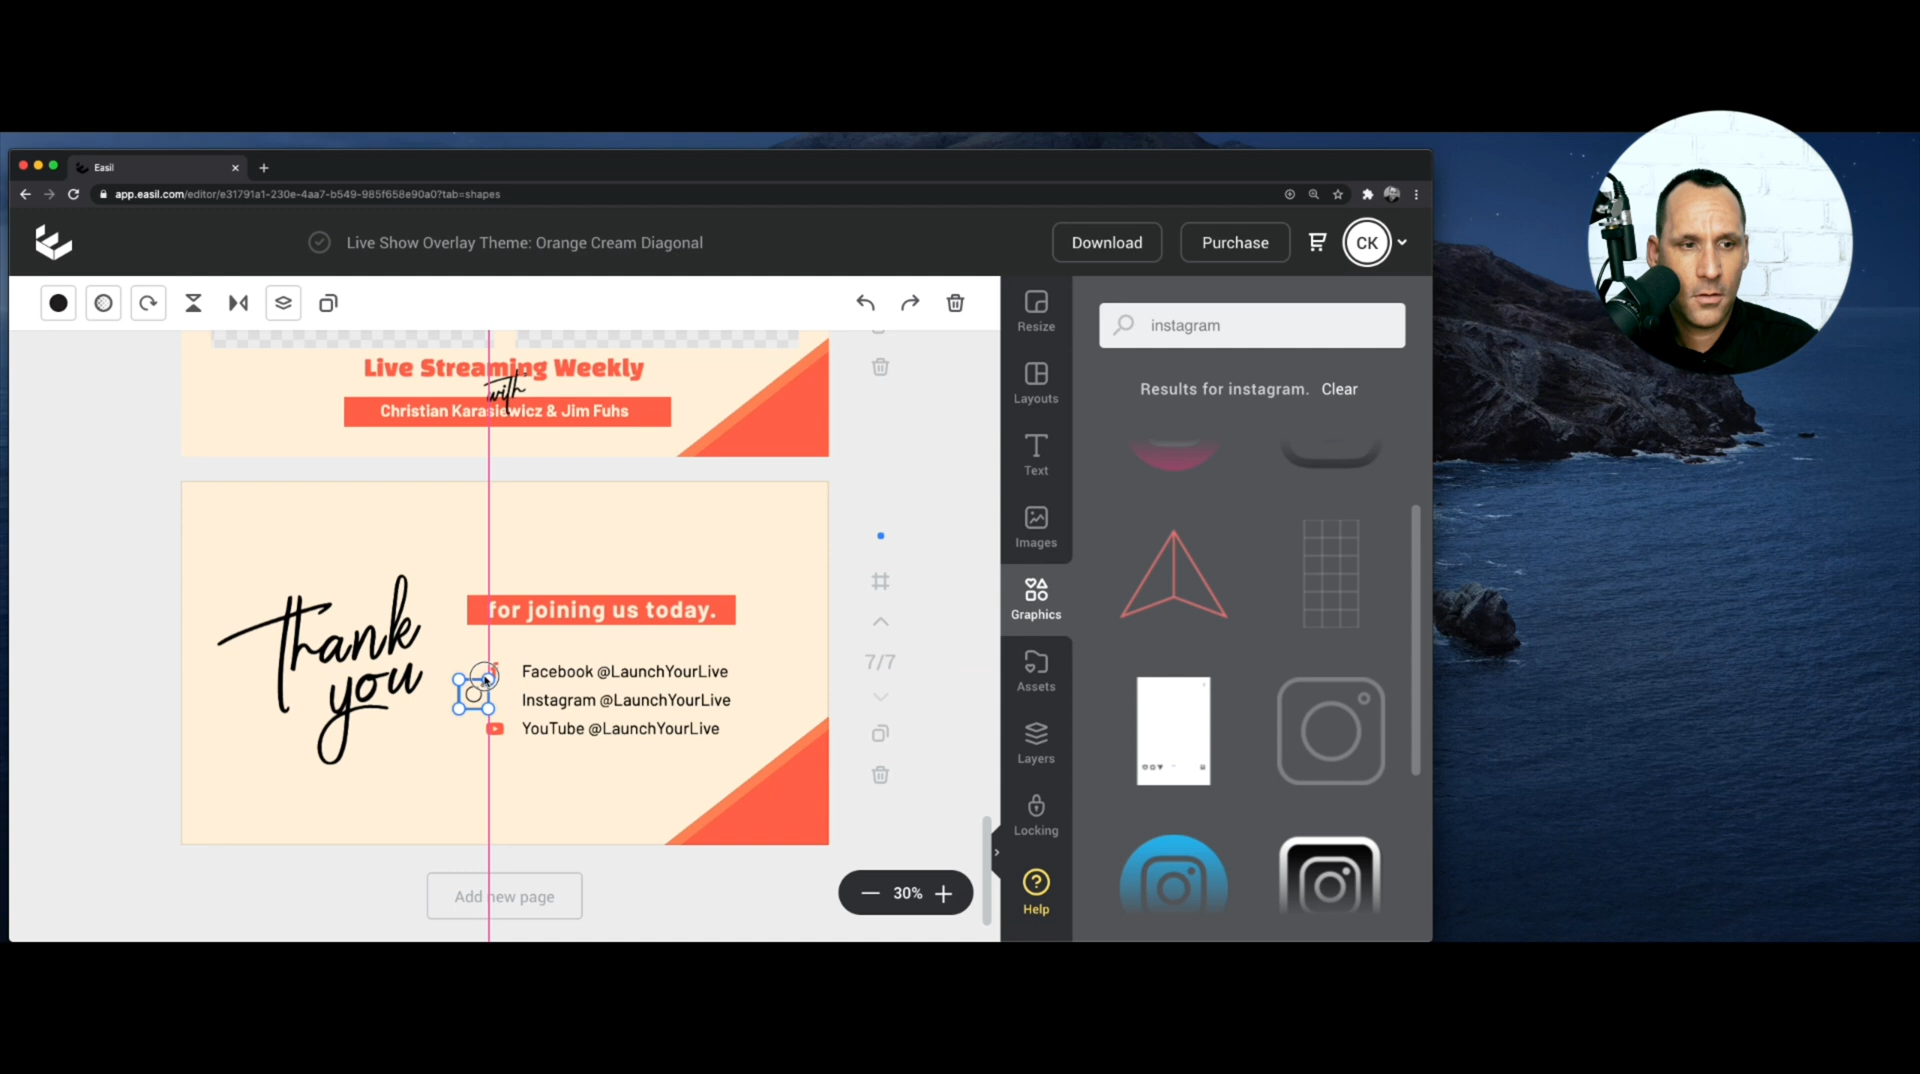 Easil
app.easil.com/editor/e31791a1-230e-4aa7-b549-985f658e90a0?tab=shapes
Live Show Overlay Theme: Orange Cream Diagonal
Download
Purchase
CK
Resize
Layouts
Text
Images
Graphics
Assets
Layers
Locking
Help
instagram
Results for instagram. Clear
Live Streaming Weekly
with
Christian Karasiewicz & Jim Fuhs
Thank
you
for joining us today.
Facebook @LaunchYourLive
Instagram @LaunchYourLive
YouTube @LaunchYourLive
7/7
Add new page
30%